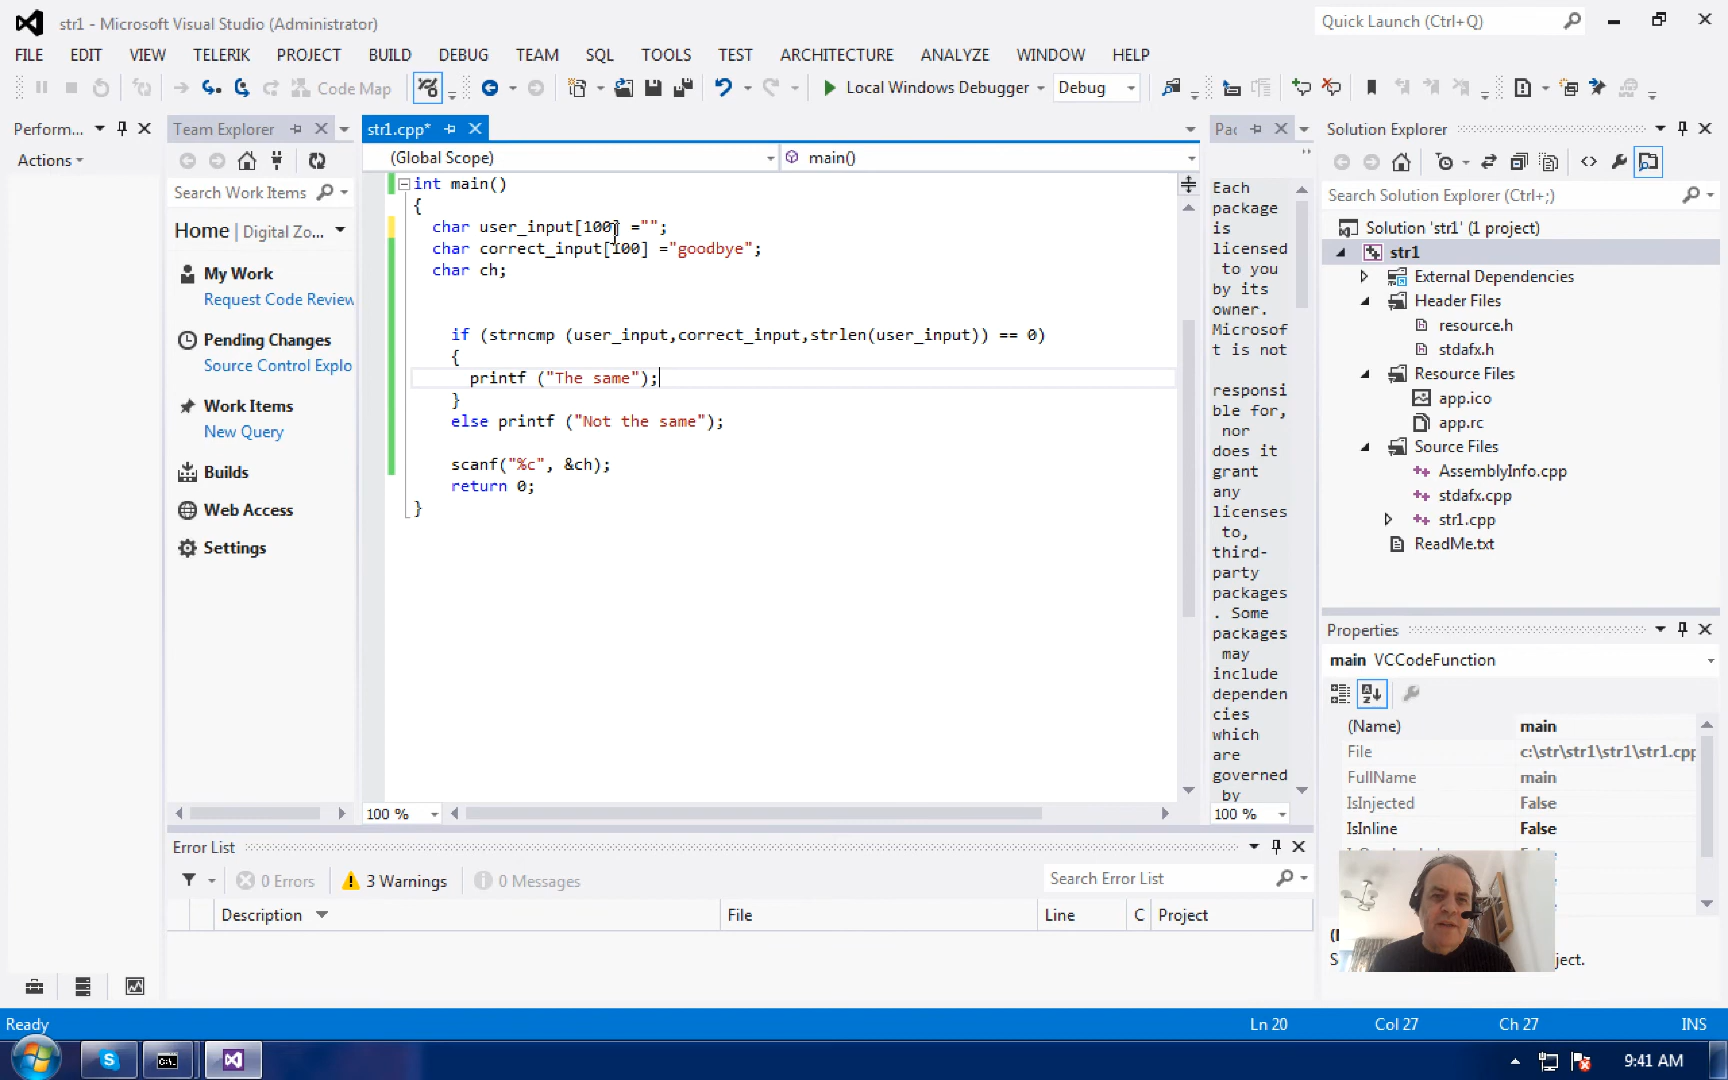 str1 - Microsoft Visual Studio (Administrator)
Quick Launch (Ctrl+Q)
FILE EDIT VIEW TELERIK PROJECT BUILD DEBUG TEAM SQL TOOLS TEST ARCHITECTURE ANALYZE WINDOW HELP
Code Map
Local Windows Debugger
Debug
Perform...
Actions
Team Explorer
Search Work Items
Home | Digital Zo...
My Work
Request Code Review
Pending Changes
Source Control Explo
Work Items
New Query
Builds
Web Access
Settings
str1.cpp*
(Global Scope)
main()
int main()
{
char user_input[100] ="";
char correct_input[100] ="goodbye";
char ch;
if (strncmp (user_input,correct_input,strlen(user_input)) == 0)
{
printf ("The same");
}
else printf ("Not the same");
scanf("%c", &ch);
return 0;
}
100 %
Pac
Each
package
is
licensed
to you
by its
owner.
Microsof
t is not
responsi
ble for,
nor
does it
grant
any
licenses
to,
third-
party
packages
. Some
packages
may
include
dependen
cies
which
are
governed
by
100 %
Solution Explorer
Search Solution Explorer (Ctrl+;)
Solution 'str1' (1 project)
str1
External Dependencies
Header Files
resource.h
stdafx.h
Resource Files
app.ico
app.rc
Source Files
AssemblyInfo.cpp
stdafx.cpp
str1.cpp
ReadMe.txt
Properties
main VCCodeFunction
(Name) main
File c:\str\str1\str1\str1.cpp
FullName main
IsInjected False
IsInline False
ject.
Error List
0 Errors
3 Warnings
0 Messages
Search Error List
Description File Line C Project
Ready
Ln 20 Col 27 Ch 27 INS
9:41 AM